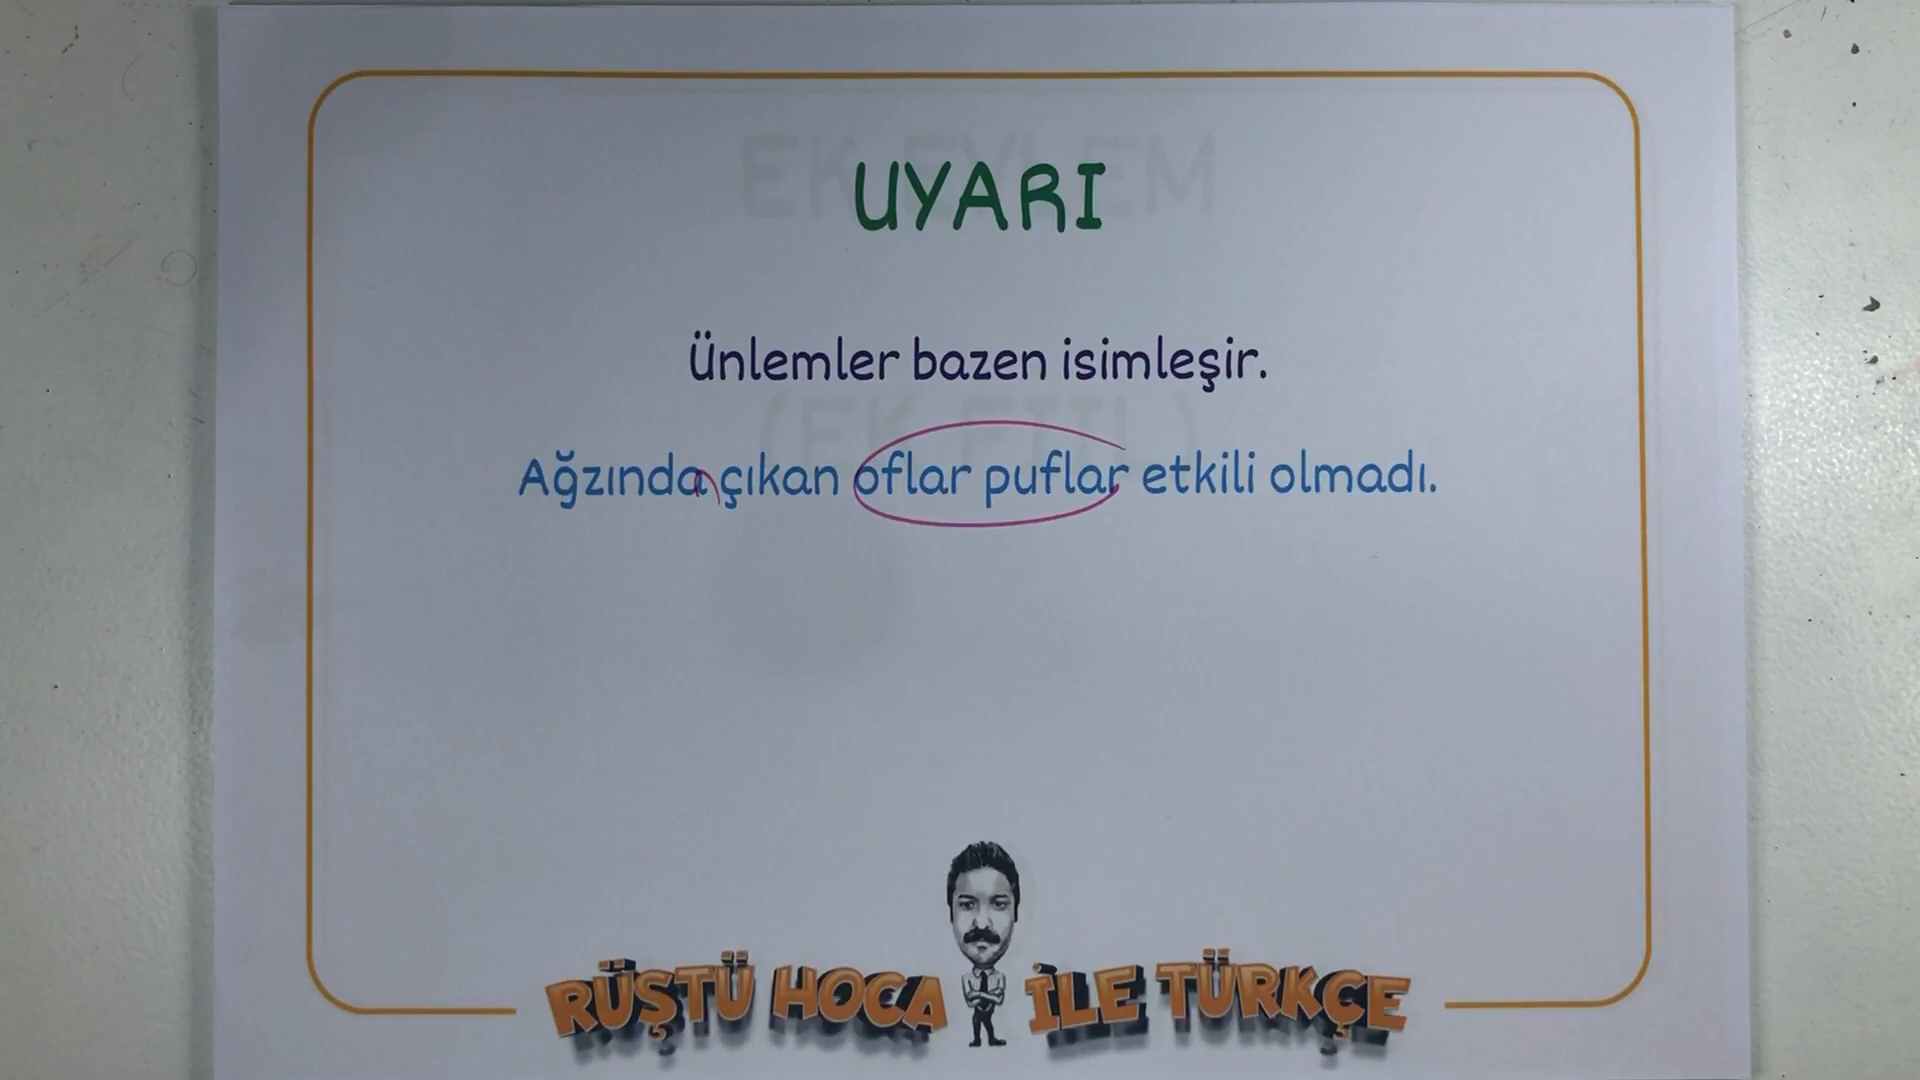 UYARI
Ünlemler bazen isimleşir.
Ağzından çıkan oflar puflar etkili olmadı.
RÜŞTÜ HOCA İLE TÜRKÇE